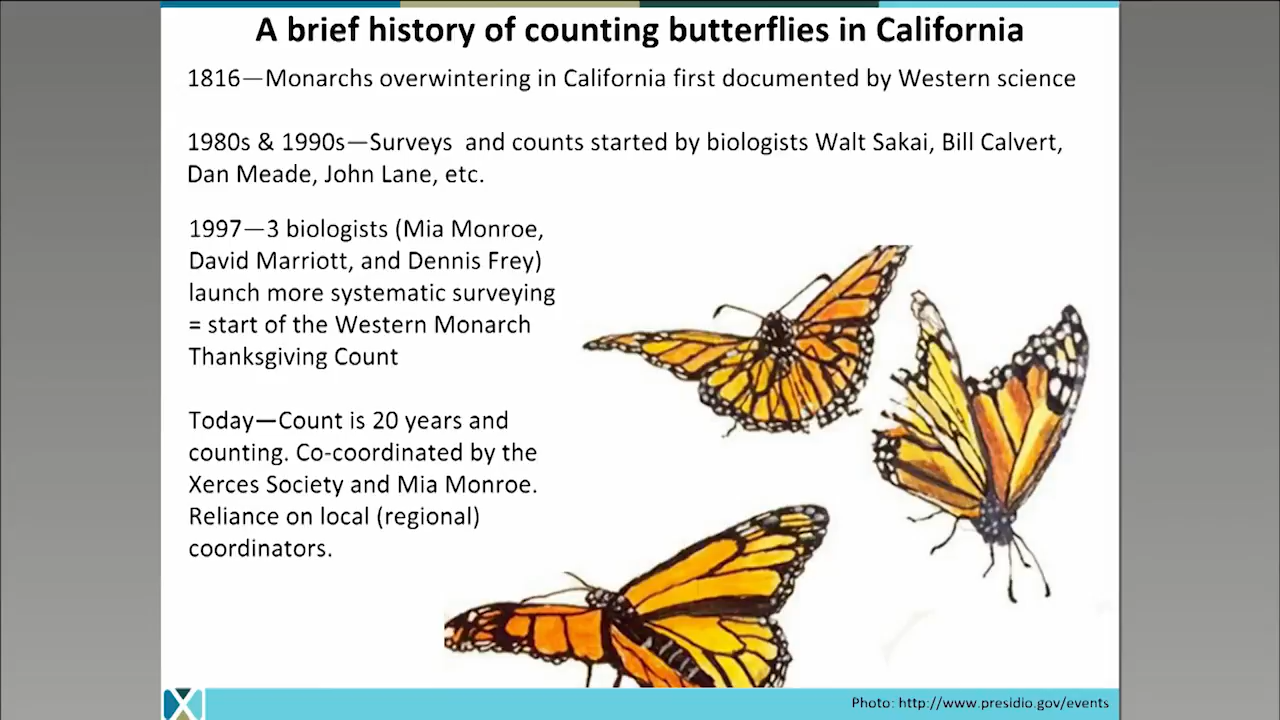 A brief history of counting butterflies in California
1816—Monarchs overwintering in California first documented by Western science
1980s & 1990s—Surveys  and counts started by biologists Walt Sakai, Bill Calvert,
Dan Meade, John Lane, etc.
1997—3 biologists (Mia Monroe,
David Marriott, and Dennis Frey)
launch more systematic surveying
= start of the Western Monarch
Thanksgiving Count
Today—Count is 20 years and
counting. Co-coordinated by the
Xerces Society and Mia Monroe.
Reliance on local (regional)
coordinators.
Photo: http://www.presidio.gov/events